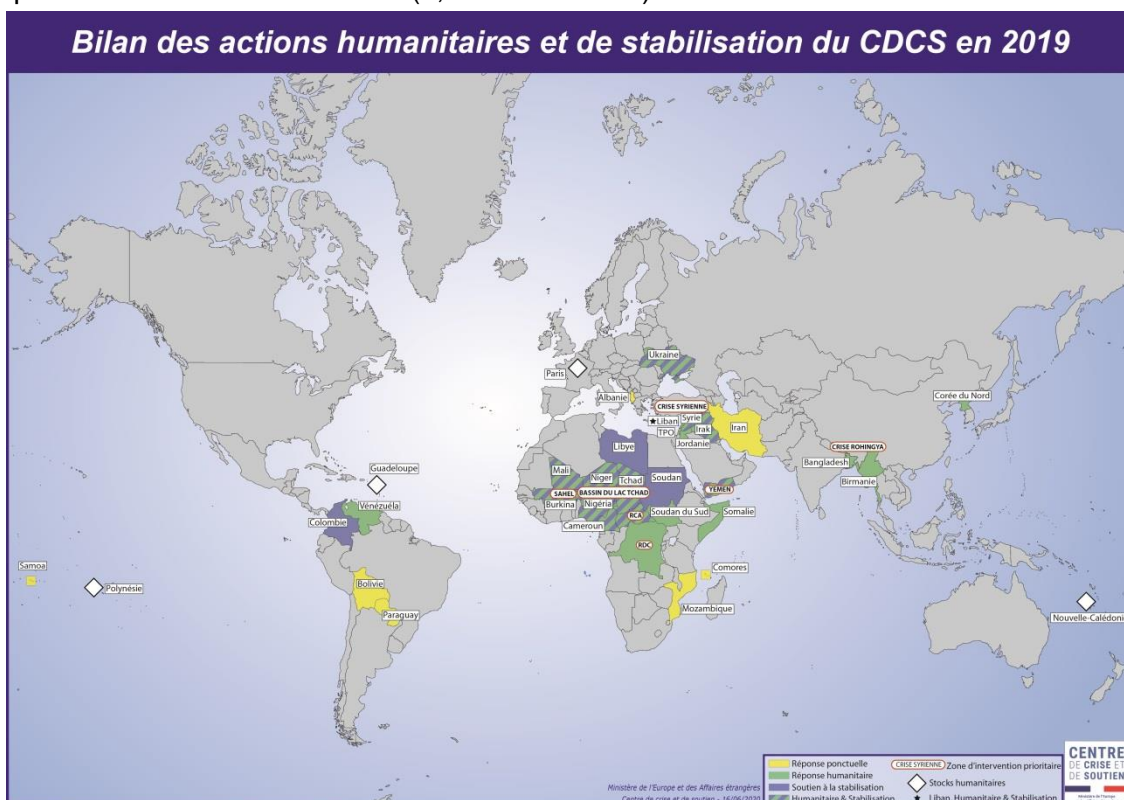 Bilan des actions humanitaires et de stabilisation du CDCS en 2019
Ukraine
Paris
Albanie
CRISE SYRIENNE
Corée du Nord
Liban
Syrie
TPO
Irak
Iran
Jordanie
Libye
CRISE ROHINGYA
Bangladesh
Birmanie
Guadeloupe
Mali
Niger
Tchad
Soudan
SAHEL
BASSIN DU LAC TCHAD
YEMEN
Vénézuéla
Burkina
Nigéria
Soudan du Sud
Somalie
Colombie
Cameroun
RCA
RDC
Samoa
Comores
Polynésie
Bolivie
Mozambique
Paraguay
Nouvelle-Calédoni
Réponse ponctuelle
Réponse humanitaire
Soutien à la stabilisation
Humanitaire & Stabilisation
CRISE SYRIENNE Zone d'intervention prioritaire
Stocks humanitaires
Liban, Humanitaire & Stabilisation
Ministère de l'Europe et des Affaires étrangères
Centre de crise et de soutien - 16/06/2020
CENTRE
DE CRISE ET
DE SOUTIEN